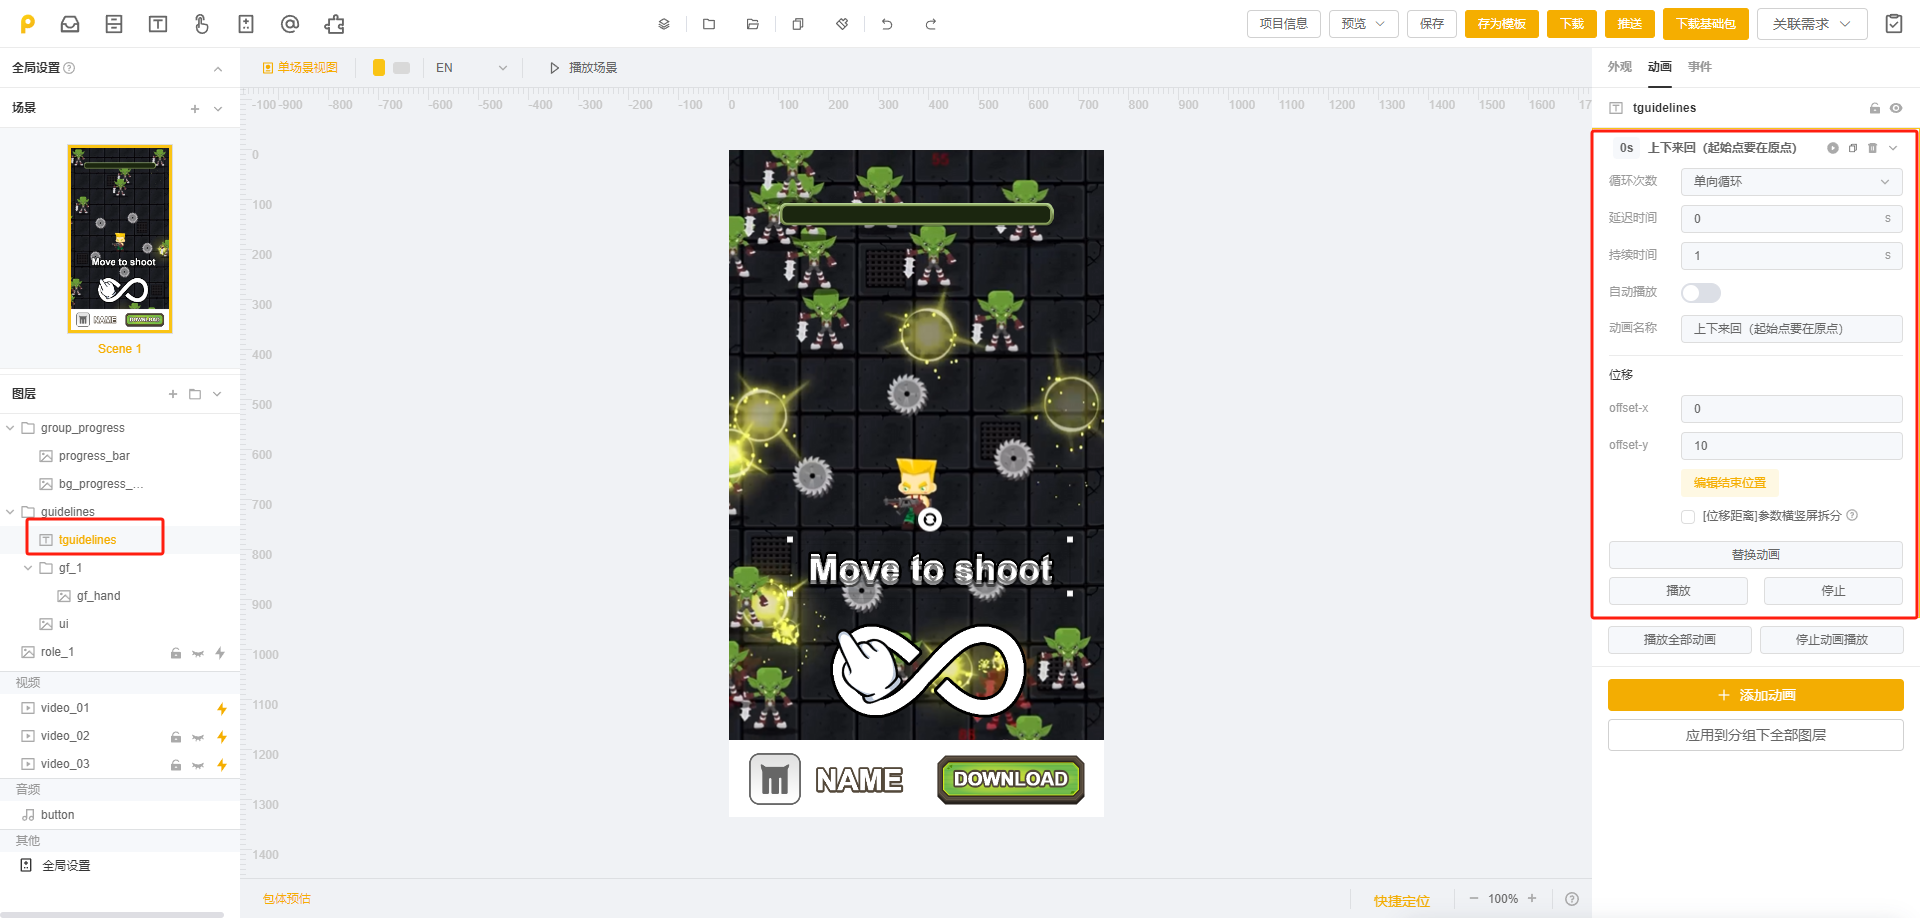 项目信息
预览
保存
存为模板
下载
推送
下载基础包
关联需求
全局设置
单场景视图
EN
播放场景
外观
动画
事件
场景
-100
-900
-800
-700
-600
-500
-400
-300
-200
-100
0
100
200
300
400
500
600
700
800
900
1000
1100
1200
1300
1400
1500
1600
17
tguidelines
0
100
200
300
400
500
600
700
800
900
1000
1100
1200
1300
1400
Move to shoot
NAME
DOWNLOAD
Scene 1
图层
group_progress
progress_bar
bg_progress_...
guidelines
tguidelines
gf_1
gf_hand
ui
role_1
视频
video_01
video_02
video_03
音频
button
其他
全局设置
Move to shoot
NAME
DOWNLOAD
0s 上下来回（起始点要在原点）
循环次数 单向循环
延迟时间 0 s
持续时间 1 s
自动播放
动画名称 上下来回（起始点要在原点）
位移
offset-x 0
offset-y 10
编辑结束位置
[位移距离]参数横竖屏拆分
替换动画
播放
停止
播放全部动画
停止动画播放
添加动画
应用到分组下全部图层
包体预估
快捷定位
100%